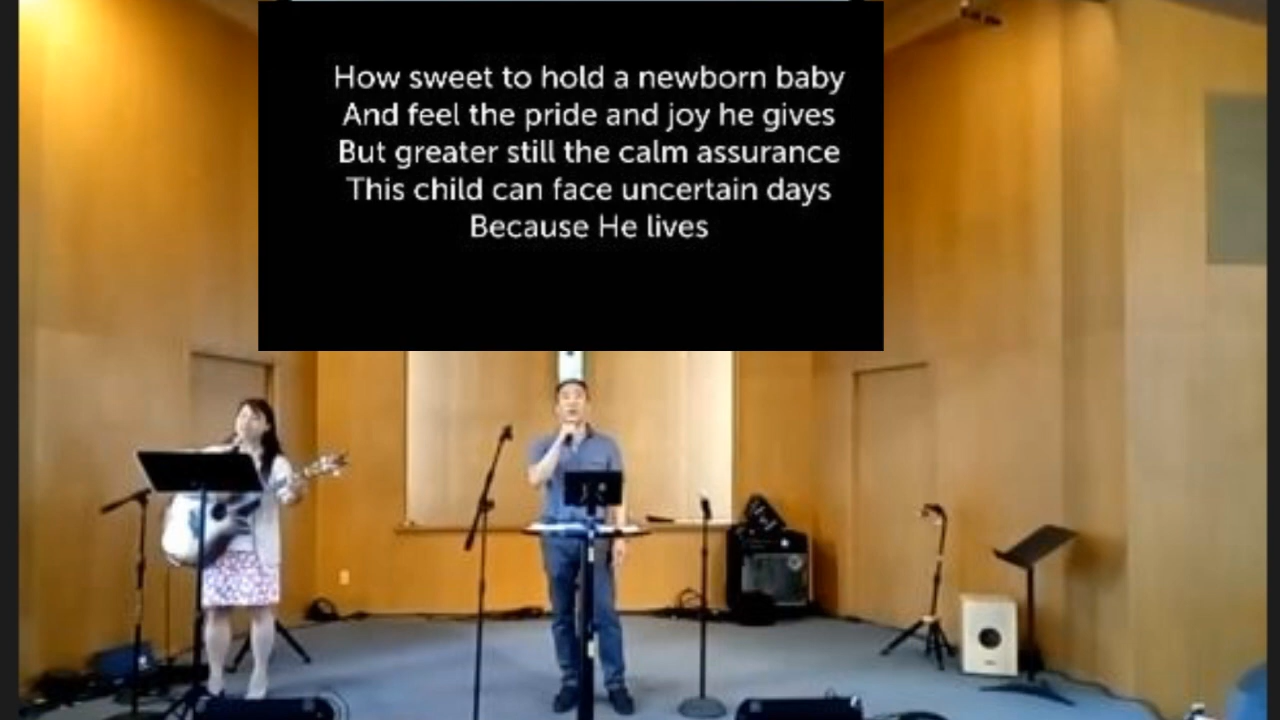 How sweet to hold a newborn baby
And feel the pride and joy he gives
But greater still the calm assurance
This child can face uncertain days
Because He lives